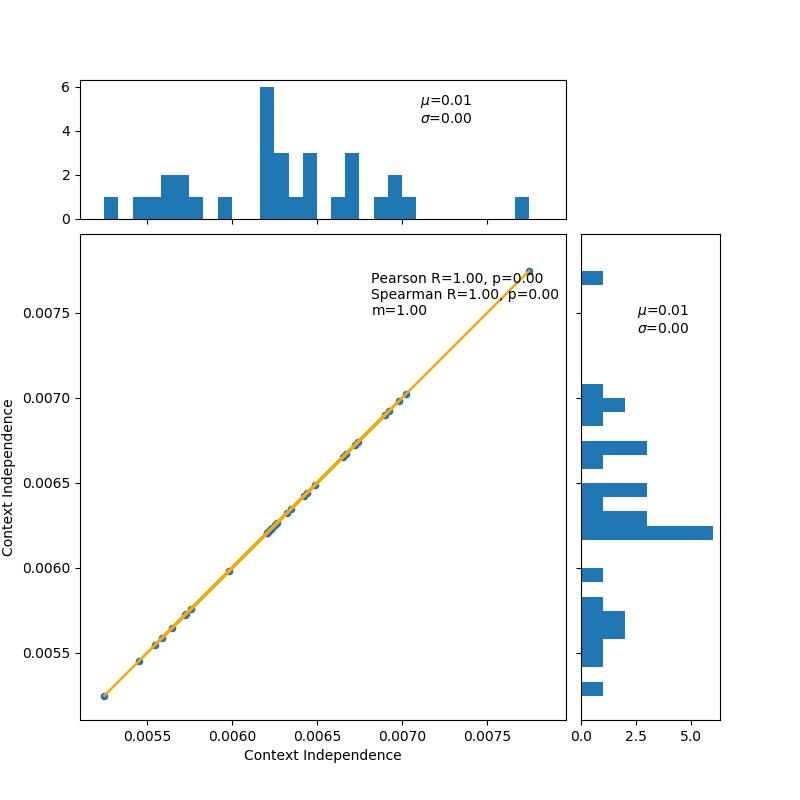 6
4
2
0
μ=0.01
σ=0.00
Pearson R=1.00, p=0.00
Spearman R=1.00, p=0.00
m=1.00
μ=0.01
σ=0.00
Context Independence
0.0075
0.0070
0.0065
0.0060
0.0055
0.0055 0.0060 0.0065 0.0070 0.0075
Context Independence
0.0 2.5 5.0